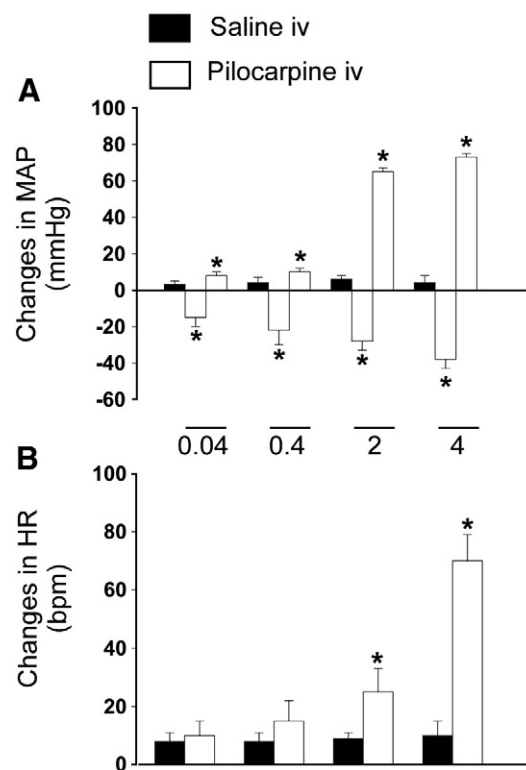 Saline iv
Pilocarpine iv
A
Changes in MAP
(mmHg)
100
80
60
40
20
0
-20
-40
-60
* * * *
* * * *
0.04 0.4 2 4
B
Changes in HR
(bpm)
100
80
60
40
20
0
* *